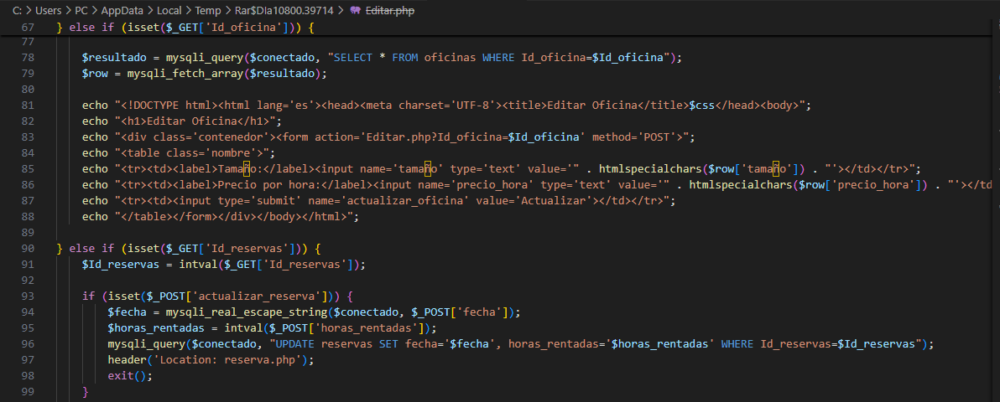 C: > Users > PC > AppData > Local > Temp > Rar$DIa10800.39714 > Editar.php
67 } else if (isset($_GET['Id_oficina'])) {
77
78 $resultado = mysqli_query($conectado, "SELECT * FROM oficinas WHERE Id_oficina=$Id_oficina");
79 $row = mysqli_fetch_array($resultado);
80
81 echo "<!DOCTYPE html><html lang='es'><head><meta charset='UTF-8'><title>Editar Oficina</title>$css</head><body>";
82 echo "<h1>Editar Oficina</h1>";
83 echo "<div class='contenedor'><form action='Editar.php?Id_oficina=$Id_oficina' method='POST'>";
84 echo "<table class='nombre'>";
85 echo "<tr><td><label>Tamaño:</label><input name='tamaño' type='text' value='" . htmlspecialchars($row['tamaño']) . "'></td></tr>";
86 echo "<tr><td><label>Precio por hora:</label><input name='precio_hora' type='text' value='" . htmlspecialchars($row['precio_hora']) . "'></td
87 echo "<tr><td><input type='submit' name='actualizar_oficina' value='Actualizar'></td></tr>";
88 echo "</table></form></div></body></html>";
89
90 } else if (isset($_GET['Id_reservas'])) {
91 $Id_reservas = intval($_GET['Id_reservas']);
92
93 if (isset($_POST['actualizar_reserva'])) {
94 $fecha = mysqli_real_escape_string($conectado, $_POST['fecha']);
95 $horas_rentadas = intval($_POST['horas_rentadas']);
96 mysqli_query($conectado, "UPDATE reservas SET fecha='$fecha', horas_rentadas='$horas_rentadas' WHERE Id_reservas=$Id_reservas");
97 header('Location: reserva.php');
98 exit();
99 }